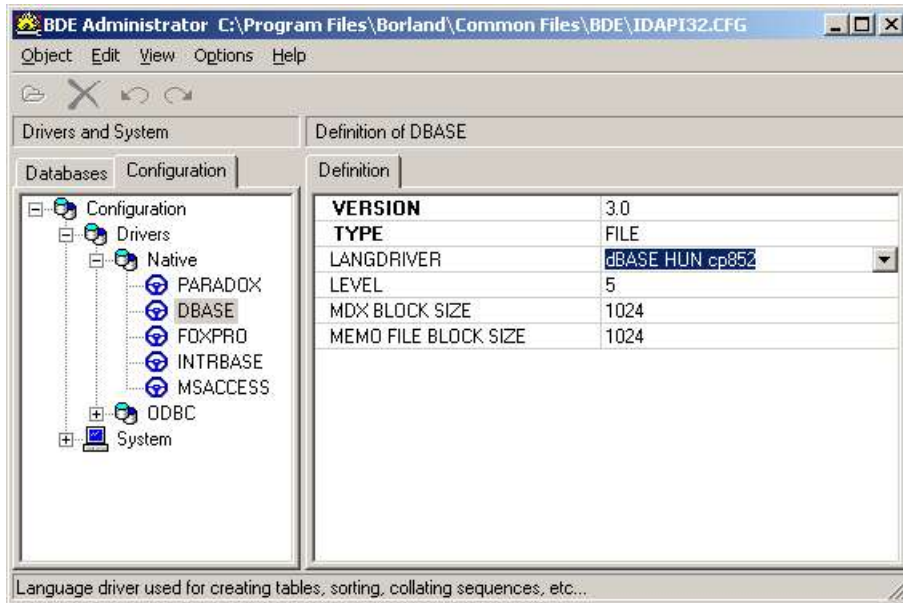 BDE Administrator C:\Program Files\Borland\Common Files\BDE\IDAPI32.CFG
Object Edit View Options Help
Drivers and System
Definition of DBASE
Databases Configuration
Definition
Configuration
Drivers
Native
PARADOX
DBASE
FOXPRO
INTRBASE
MSACCESS
ODBC
System
VERSION 3.0
TYPE FILE
LANGDRIVER dBASE HUN cp852
LEVEL 5
MDX BLOCK SIZE 1024
MEMO FILE BLOCK SIZE 1024
Language driver used for creating tables, sorting, collating sequences, etc...